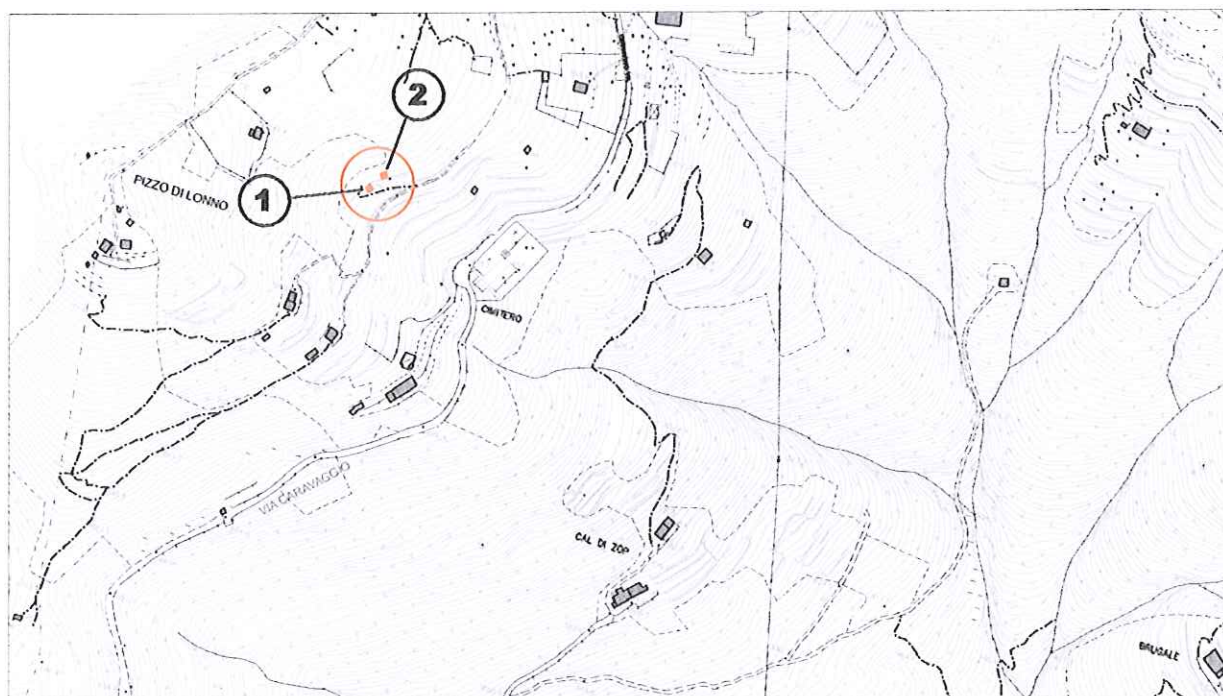 2
PIZZO DI LONNO
1
CIMITERO
VIA CARAVAGGIO
CAL DI ZOP
BRUGALE